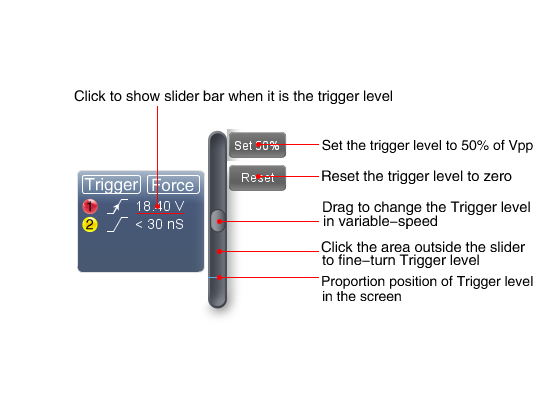 Click to show slider bar when it is the trigger level
Set 50%
Set the trigger level to 50% of Vpp
Reset
Reset the trigger level to zero
Trigger Force
1 18.40 V
2 < 30 nS
Drag to change the Trigger level
in variable-speed
Click the area outside the slider
to fine-turn Trigger level
Proportion position of Trigger level
in the screen